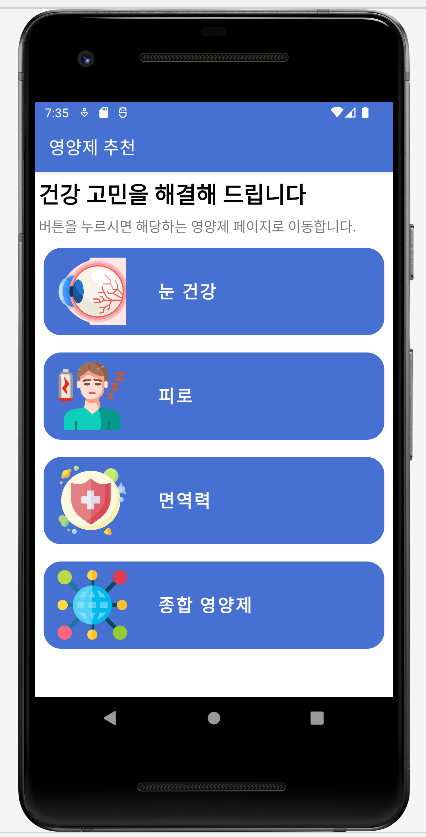 7:35
영양제 추천
건강 고민을 해결해 드립니다
버튼을 누르시면 해당하는 영양제 페이지로 이동합니다.
눈 건강
피로
면역력
종합 영양제